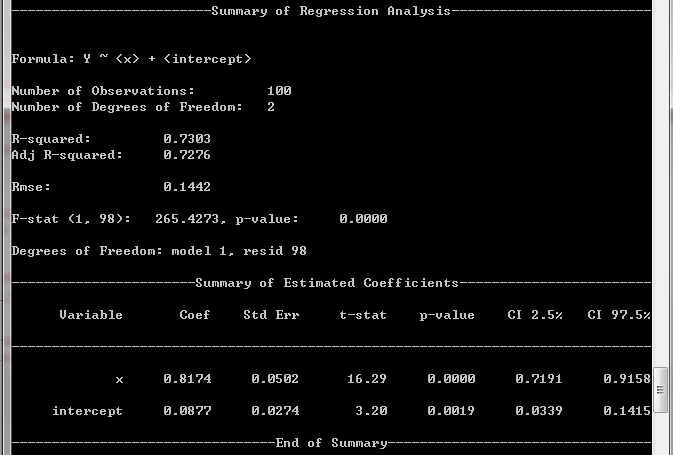 -------------------------Summary of Regression Analysis-------------------------
Formula: Y ~ <x> + <intercept>
Number of Observations:         100
Number of Degrees of Freedom:   2
R-squared:         0.7303
Adj R-squared:     0.7276
Rmse:              0.1442
F-stat (1, 98):   265.4273, p-value:     0.0000
Degrees of Freedom: model 1, resid 98
-----------------------Summary of Estimated Coefficients------------------------
      Variable       Coef    Std Err     t-stat    p-value    CI 2.5%   CI 97.5%
--------------------------------------------------------------------------------
             x     0.8174     0.0502      16.29     0.0000     0.7191     0.9158
     intercept     0.0877     0.0274       3.20     0.0019     0.0339     0.1415
---------------------------------End of Summary---------------------------------